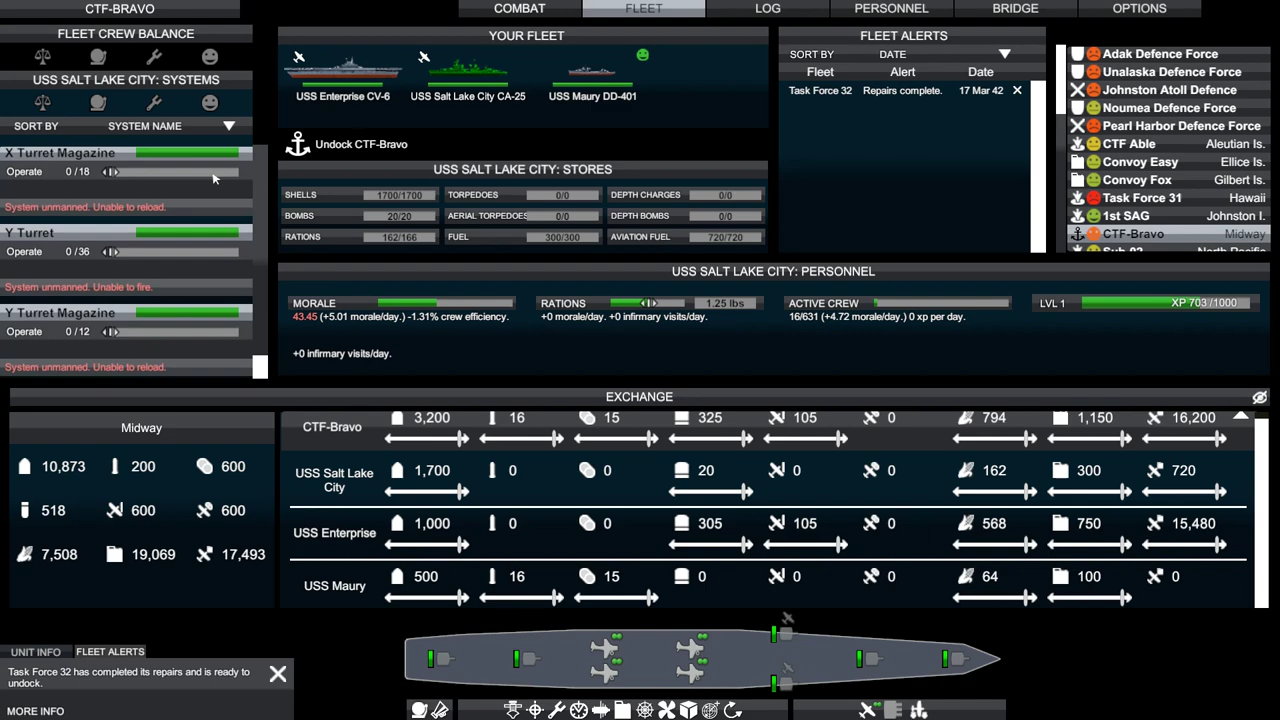 CTF-BRAVO
COMBAT
FLEET
LOG
PERSONNEL
BRIDGE
OPTIONS
FLEET CREW BALANCE
USS SALT LAKE CITY: SYSTEMS
SORT BY SYSTEM NAME
X Turret Magazine
Operate 0 / 18
System unmanned. Unable to reload.
Y Turret
Operate 0 / 36
System unmanned. Unable to fire.
Y Turret Magazine
Operate 0 / 12
System unmanned. Unable to reload.
YOUR FLEET
USS Enterprise CV-6
USS Salt Lake City CA-25
USS Maury DD-401
Undock CTF-Bravo
USS SALT LAKE CITY: STORES
SHELLS 1700/1700 TORPEDOES 0/0 DEPTH CHARGES 0/0
BOMBS 20/20 AERIAL TORPEDOES 0/0 DEPTH BOMBS 0/0
RATIONS 162/166 FUEL 300/300 AVIATION FUEL 720/720
FLEET ALERTS
SORT BY DATE
Fleet Alert Date
Task Force 32 Repairs complete. 17 Mar 42
Adak Defence Force
Unalaska Defence Force
Johnston Atoll Defence
Noumea Defence Force
Pearl Harbor Defence Force
CTF Able Aleutian Is.
Convoy Easy Ellice Is.
Convoy Fox Gilbert Is.
Task Force 31 Hawaii
1st SAG Johnston I.
CTF-Bravo Midway
Sub 02 North Pacific
USS SALT LAKE CITY: PERSONNEL
MORALE
43.45 (+5.01 morale/day.) -1.31% crew efficiency.
RATIONS 1.25 lbs
+0 morale/day. +0 infirmary visits/day.
ACTIVE CREW
16/631 (+4.72 morale/day.) 0 xp per day.
LVL 1 XP 703 /1000
+0 infirmary visits/day.
EXCHANGE
Midway
10,873 200 600
518 600 600
7,508 19,069 17,493
CTF-Bravo 3,200 16 15 325 105 0 794 1,150 16,200
USS Salt Lake City 1,700 0 0 20 0 0 162 300 720
USS Enterprise 1,000 0 0 305 105 0 568 750 15,480
USS Maury 500 16 15 0 0 0 64 100 0
UNIT INFO
FLEET ALERTS
Task Force 32 has completed its repairs and is ready to
undock.
MORE INFO